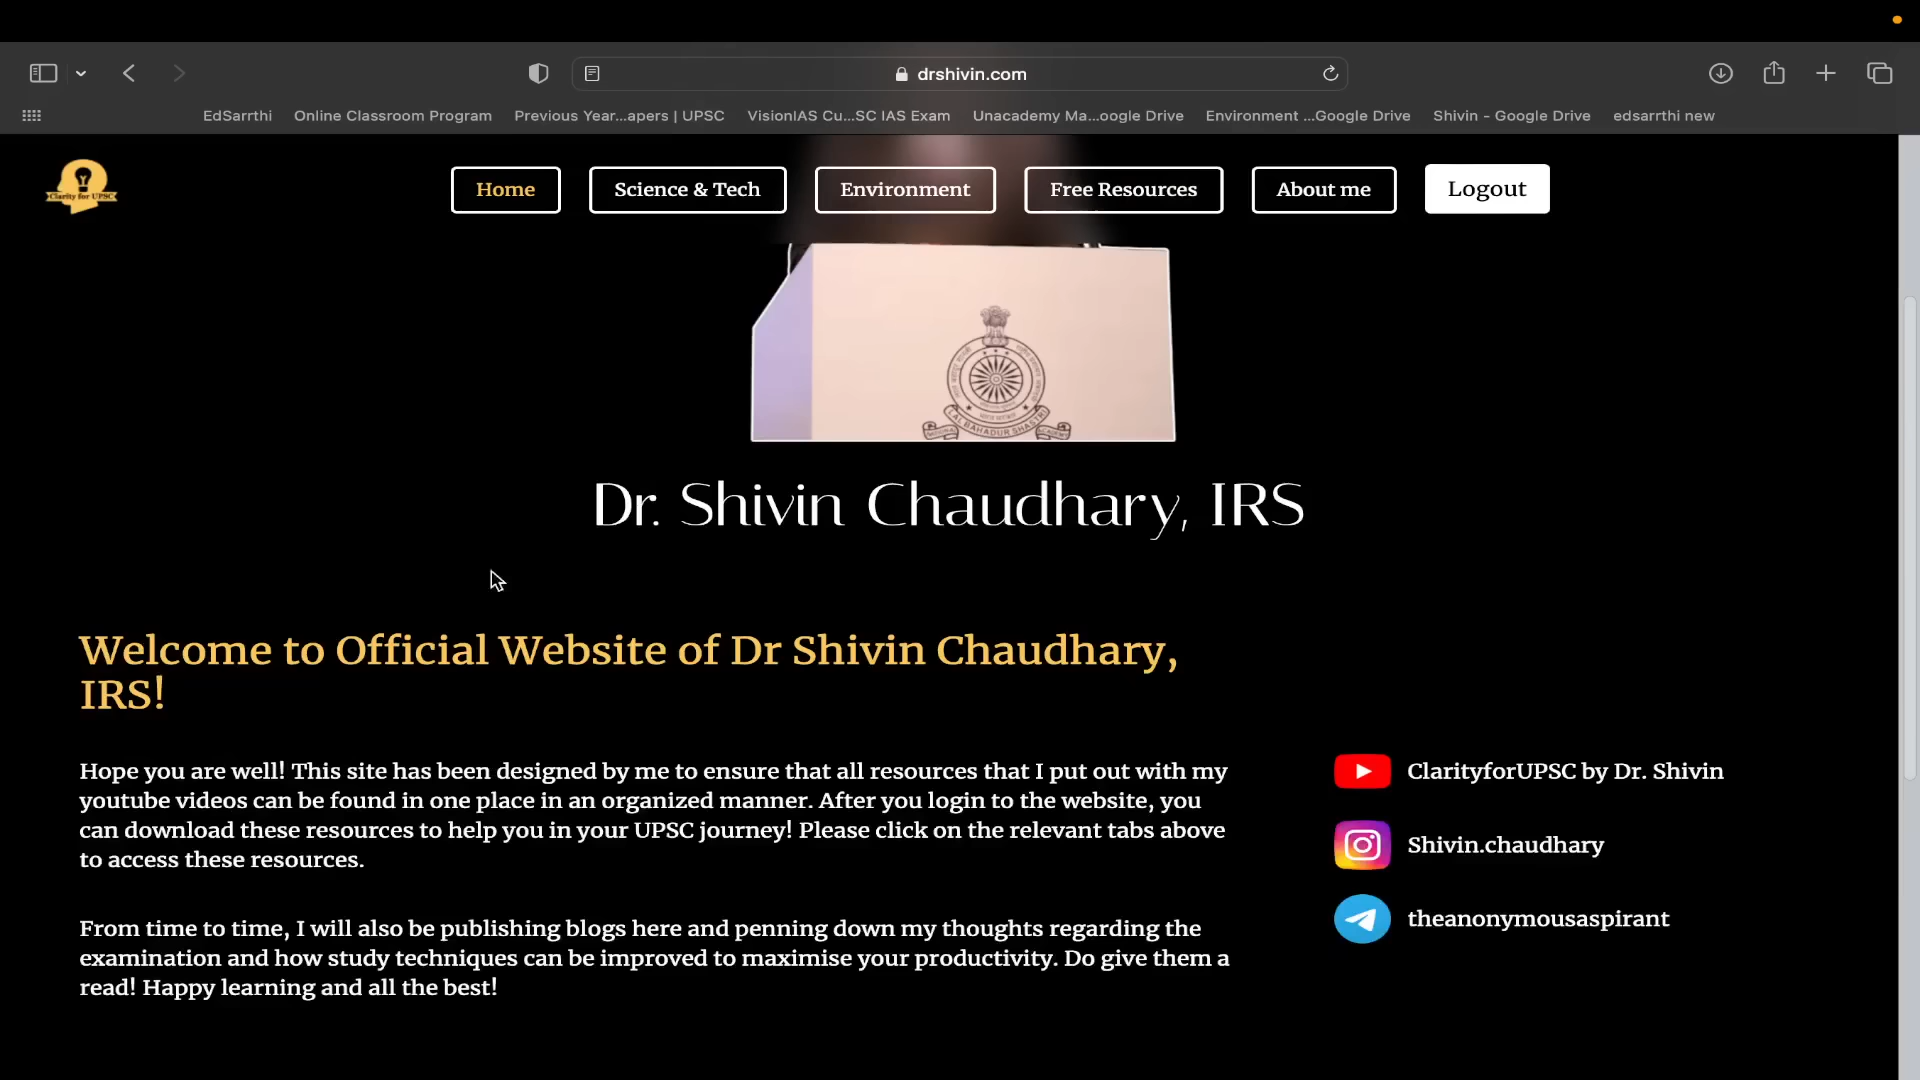 drshivin.com
EdSarrthi
Online Classroom Program
Previous Year...apers | UPSC
VisionIAS Cu...SC IAS Exam
Unacademy Ma...oogle Drive
Environment ...Google Drive
Shivin - Google Drive
edsarrthi new
Clarity for UPSC
Home
Science & Tech
Environment
Free Resources
About me
Logout
LAL BAHADUR SHASTRI
NATIONAL
ACADEMY
Dr. Shivin Chaudhary, IRS
Welcome to Official Website of Dr Shivin Chaudhary,
IRS!
Hope you are well! This site has been designed by me to ensure that all resources that I put out with my
youtube videos can be found in one place in an organized manner. After you login to the website, you
can download these resources to help you in your UPSC journey! Please click on the relevant tabs above
to access these resources.
From time to time, I will also be publishing blogs here and penning down my thoughts regarding the
examination and how study techniques can be improved to maximise your productivity. Do give them a
read! Happy learning and all the best!
ClarityforUPSC by Dr. Shivin
Shivin.chaudhary
theanonymousaspirant